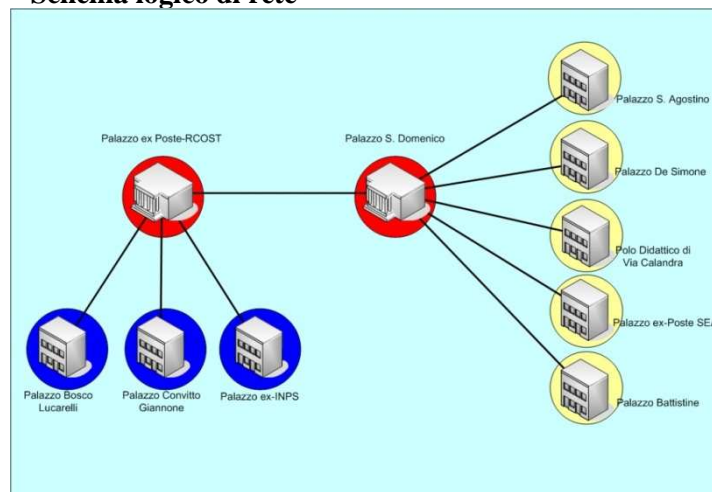 Schema logico di rete
Palazzo ex Poste-RCOST
Palazzo S. Domenico
Palazzo S. Agostino
Palazzo De Simone
Polo Didattico di
Via Calandra
Palazzo ex-Poste SEA
Palazzo Battistine
Palazzo Bosco
Lucarelli
Palazzo Convitto
Giannone
Palazzo ex-INPS